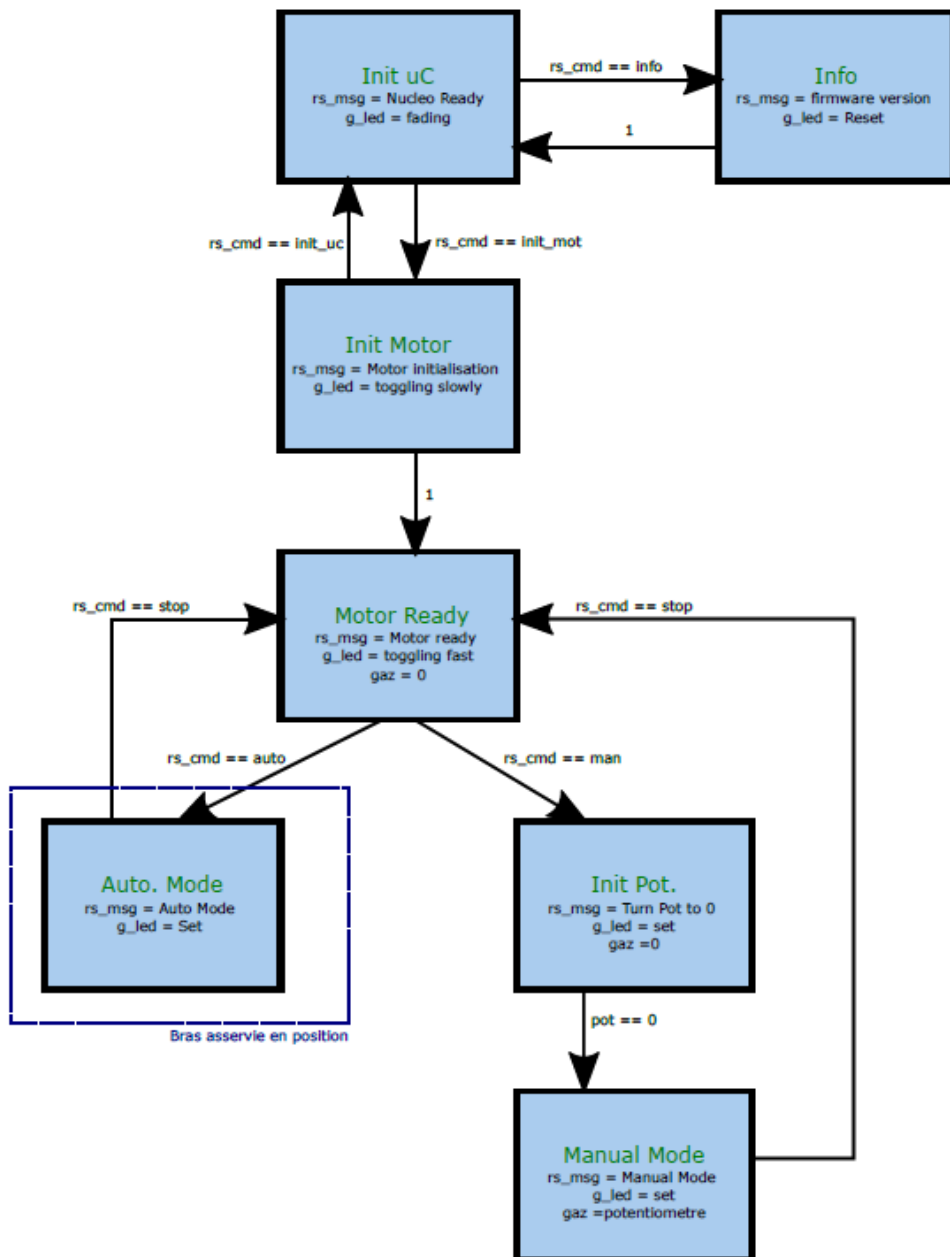 Init uC
rs_msg = Nucleo Ready
g_led = fading
rs_cmd == info
Info
rs_msg = firmware version
g_led = Reset
1
rs_cmd == init_uc
rs_cmd == init_mot
Init Motor
rs_msg = Motor initialisation
g_led = toggling slowly
1
rs_cmd == stop
Motor Ready
rs_msg = Motor ready
g_led = toggling fast
gaz = 0
rs_cmd == stop
rs_cmd == auto
rs_cmd == man
Auto. Mode
rs_msg = Auto Mode
g_led = Set
Bras asservie en position
Init Pot.
rs_msg = Turn Pot to 0
g_led = set
gaz =0
pot == 0
Manual Mode
rs_msg = Manual Mode
g_led = set
gaz =potentiometre